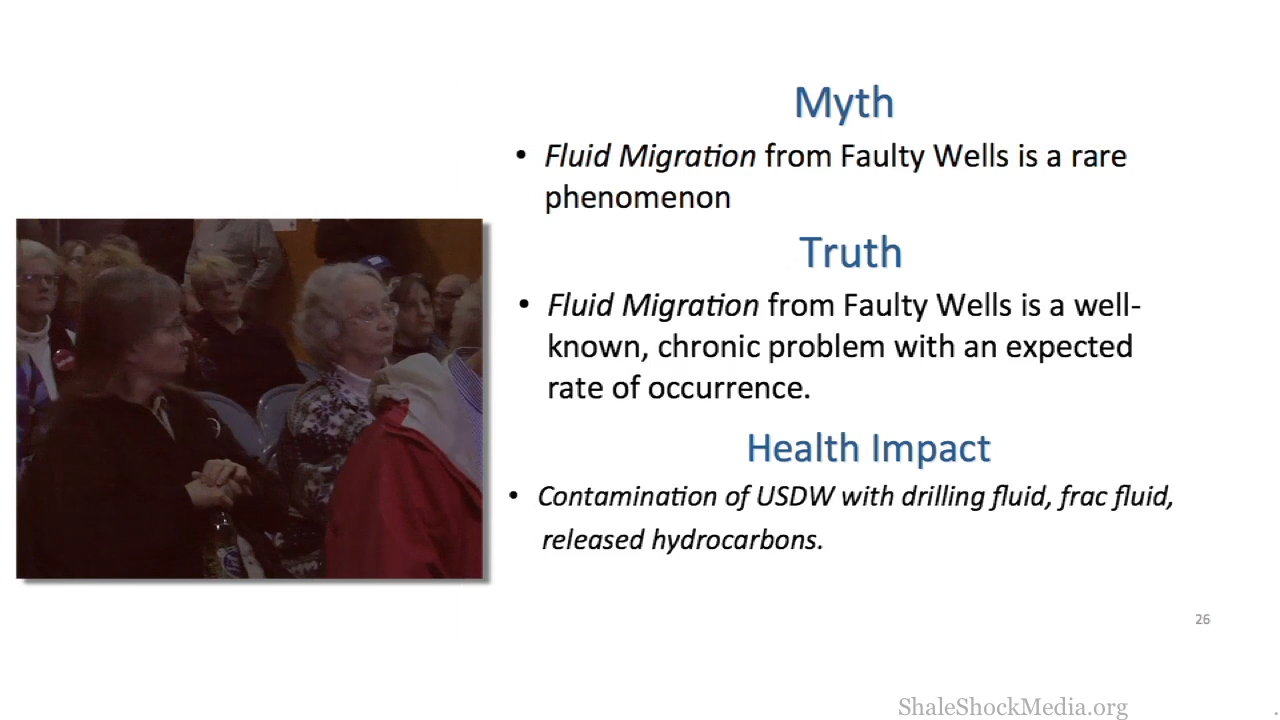 Myth
• Fluid Migration from Faulty Wells is a rare
phenomenon
Truth
• Fluid Migration from Faulty Wells is a well-
known, chronic problem with an expected
rate of occurrence.
Health Impact
• Contamination of USDW with drilling fluid, frac fluid,
released hydrocarbons.
26
ShaleShockMedia.org
.